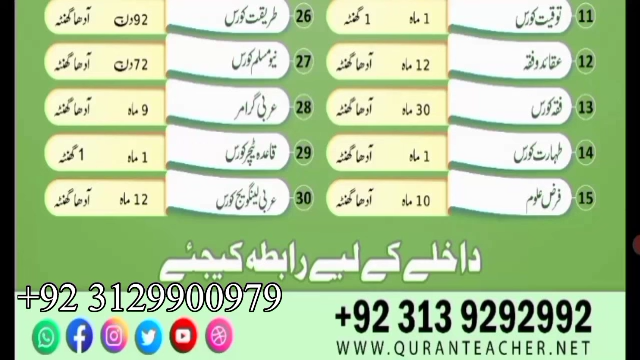 11 توقیت کورس 1 ماہ 1 گھنٹہ
12 عقائد و فقہ 12 ماہ آدھا گھنٹہ
13 فقہ کورس 30 ماہ آدھا گھنٹہ
14 طہارت کورس 1 ماہ آدھا گھنٹہ
15 فرض علوم 10 ماہ آدھا گھنٹہ
26 طریقت کورس 92 دن آدھا گھنٹہ
27 نیو مسلم کورس 72 دن آدھا گھنٹہ
28 عربی گرامر 9 ماہ آدھا گھنٹہ
29 قاعدہ ٹیچر کورس 1 ماہ 1 گھنٹہ
30 عربی لینگویج کورس 12 ماہ آدھا گھنٹہ
داخلے کے لیے رابطہ کیجئے
+92 3129900979
+92 313 9292992
WWW.QURANTEACHER.NET